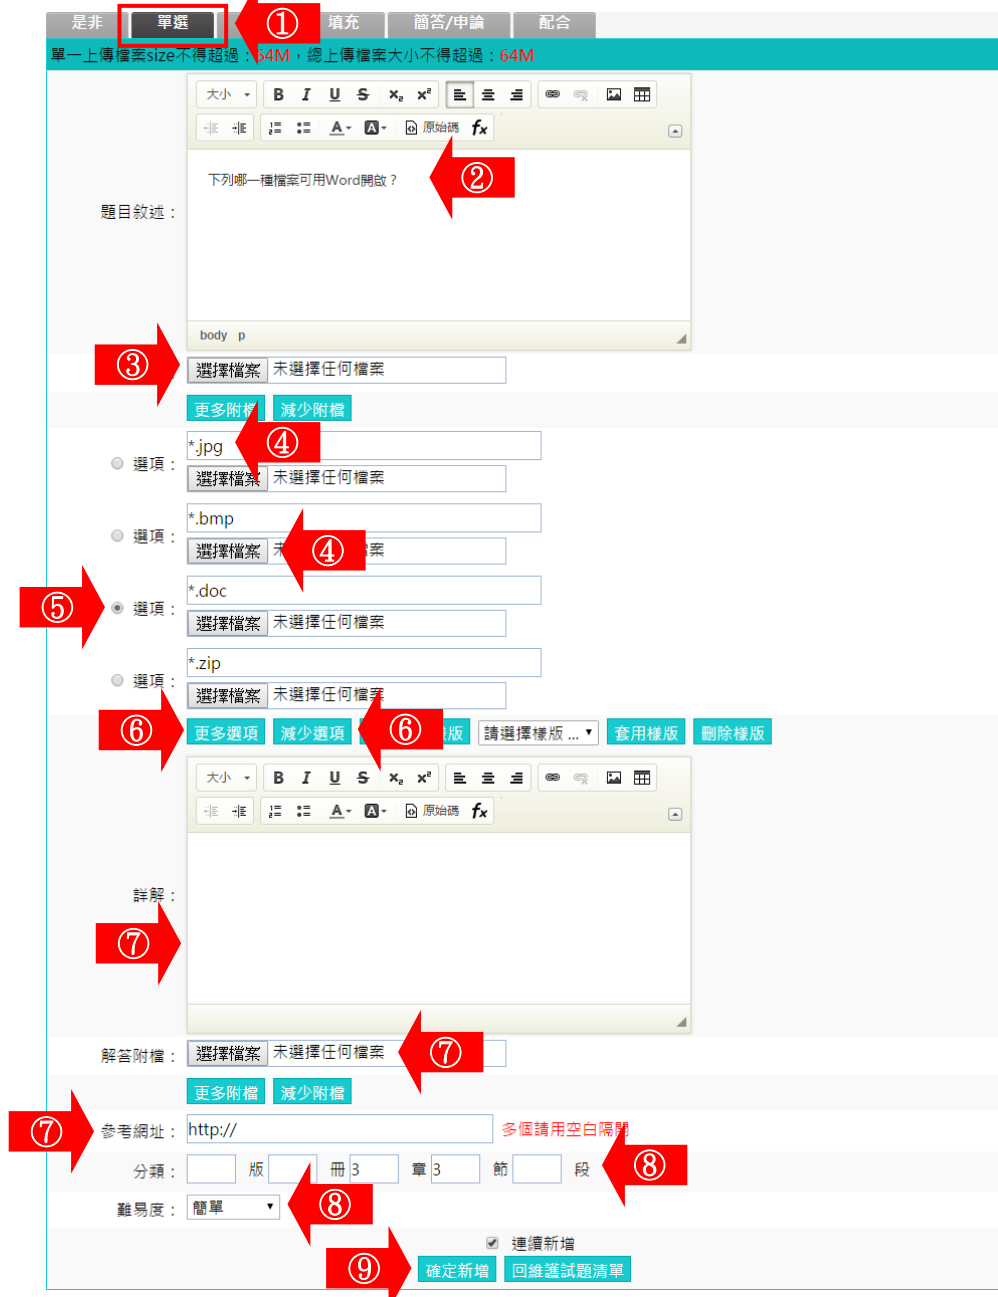 是非 單選 ① 填充 簡答/申論 配合
單一上傳檔案size不得超過：64M，總上傳檔案大小不得超過：64M
大小 B I U S x₂ x²
A A 原始碼 fx
下列哪一種檔案可用Word開啟？ ②
題目敘述：
body p
③ 選擇檔案 未選擇任何檔案
更多附檔 減少附檔
*.jpg ④
選項：
選擇檔案 未選擇任何檔案
*.bmp
選項：
選擇檔案 未 ④ 檔案
*.doc
⑤ 選項：
選擇檔案 未選擇任何檔案
*.zip
選項：
選擇檔案 未選擇任何檔案
⑥ 更多選項 減少選項 ⑥ 樣版 請選擇樣版 ... 套用樣版 刪除樣版
大小 B I U S x₂ x²
A A 原始碼 fx
詳解：
⑦
解答附檔： 選擇檔案 未選擇任何檔案 ⑦
更多附檔 減少附檔
⑦ 參考網址： http:// 多個請用空白隔開
分類： 版 冊 3 章 3 節 段 ⑧
難易度： 簡單 ⑧
連續新增
⑨ 確定新增 回維護試題清單